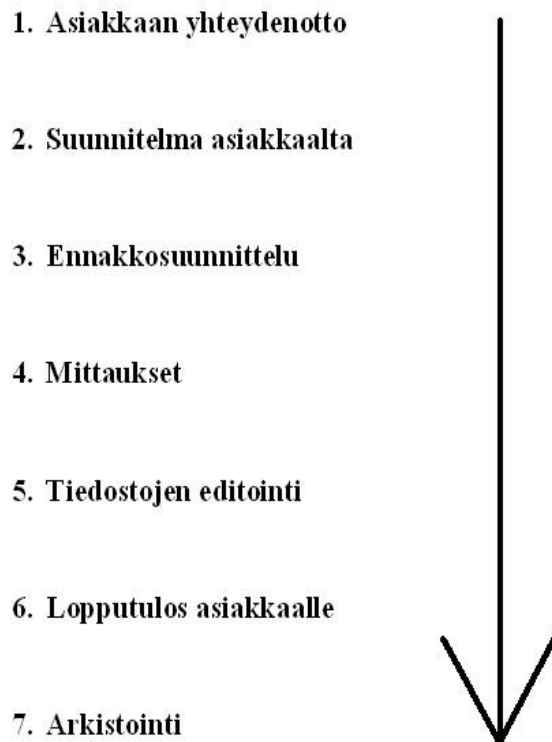 1. Asiakkaan yhteydenotto
2. Suunnitelma asiakkaalta
3. Ennakkosuunnittelu
4. Mittaukset
5. Tiedostojen editointi
6. Lopputulos asiakkaalle
7. Arkistointi